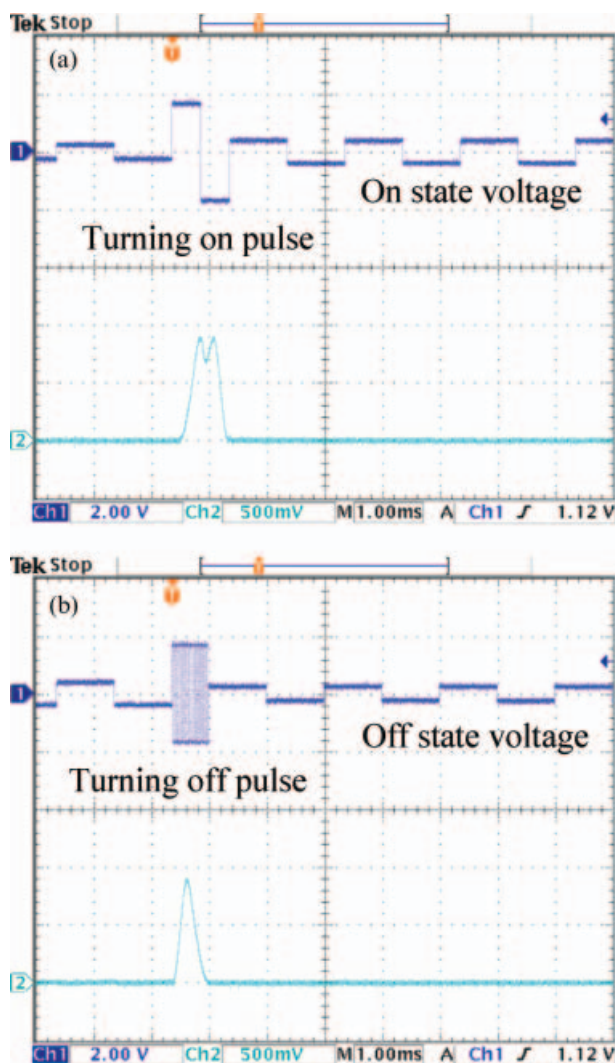 Tek Stop
T
(a)
1
On state voltage
Turning on pulse
2
Ch1 2.00 V Ch2 500mV M 1.00ms A Ch1 ƒ 1.12 V
Tek Stop
T
(b)
1
Off state voltage
Turning off pulse
2
Ch1 2.00 V Ch2 500mV M 1.00ms A Ch1 ƒ 1.12 V